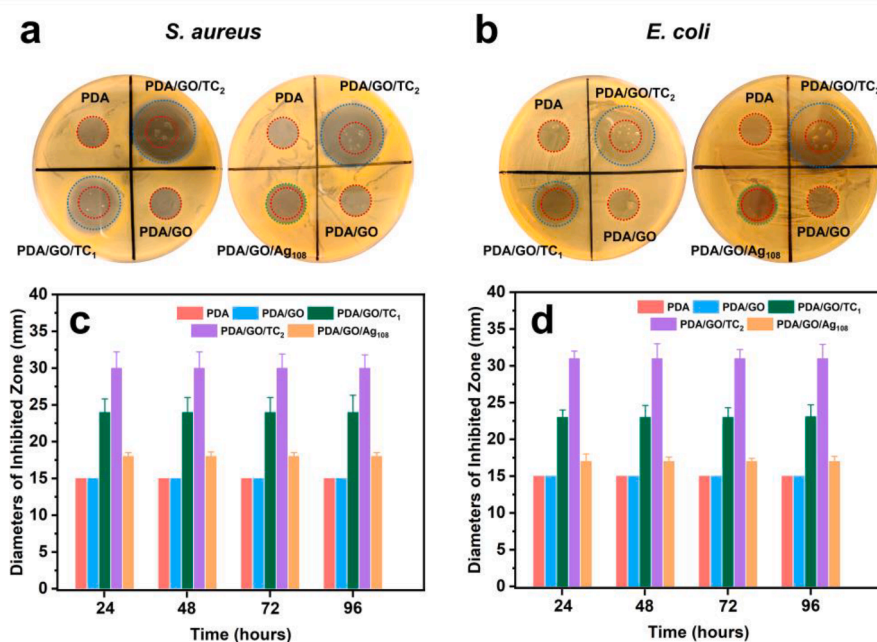 a
S. aureus
b
E. coli
PDA
PDA/GO/TC2
PDA/GO/TC1
PDA/GO
PDA
PDA/GO/TC2
PDA/GO/Ag108
PDA/GO
PDA
PDA/GO/TC2
PDA/GO/TC1
PDA/GO
PDA
PDA/GO/TC2
PDA/GO/Ag108
PDA/GO
c
PDA PDA/GO PDA/GO/TC1
PDA/GO/TC2 PDA/GO/Ag108
Diameters of Inhibited Zone (mm)
40
35
30
25
20
15
10
5
0
24 48 72 96
Time (hours)
d
PDA PDA/GO PDA/GO/TC1
PDA/GO/TC2 PDA/GO/Ag108
Diameters of Inhibited Zone (mm)
40
35
30
25
20
15
10
5
0
24 48 72 96
Time (hours)